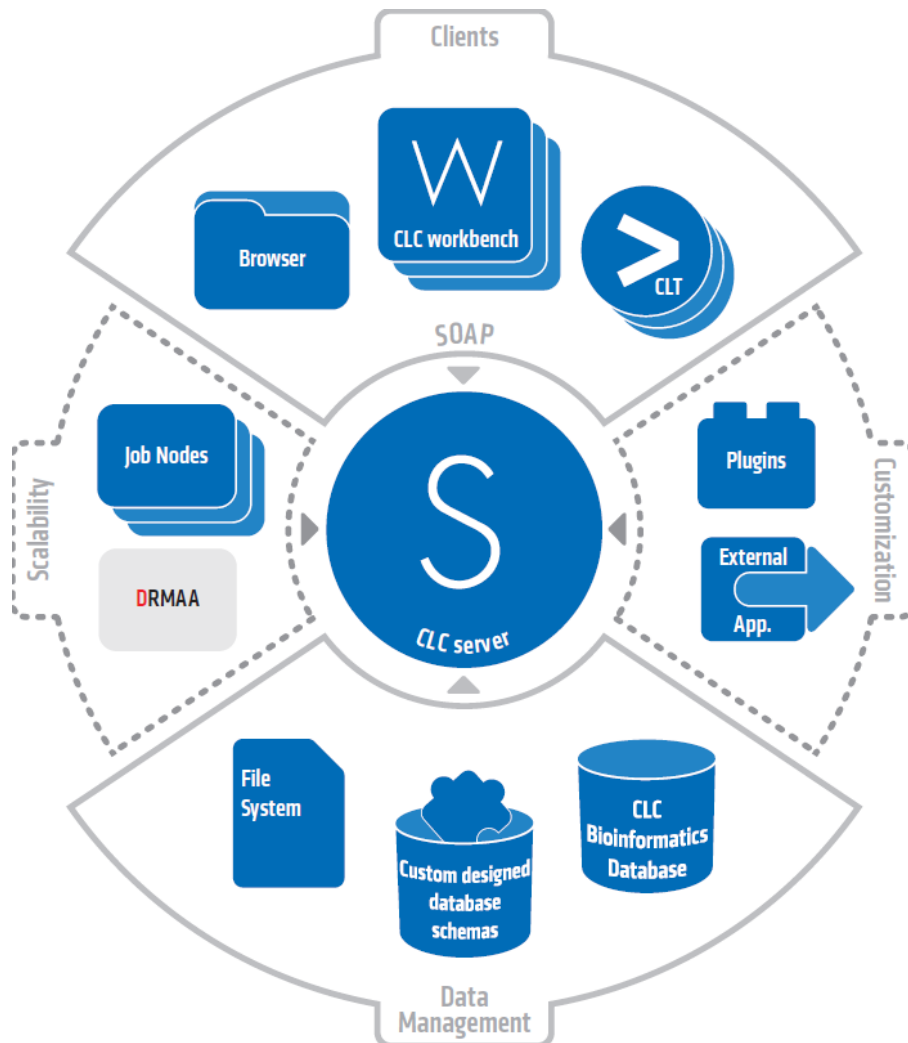 Clients
W
CLC workbench
Browser
>
CLT
SOAP
Job Nodes
DRMAA
Scalability
S
CLC server
Plugins
External
App.
Customization
File
System
Custom designed
database
schemas
CLC
Bioinformatics
Database
Data
Management